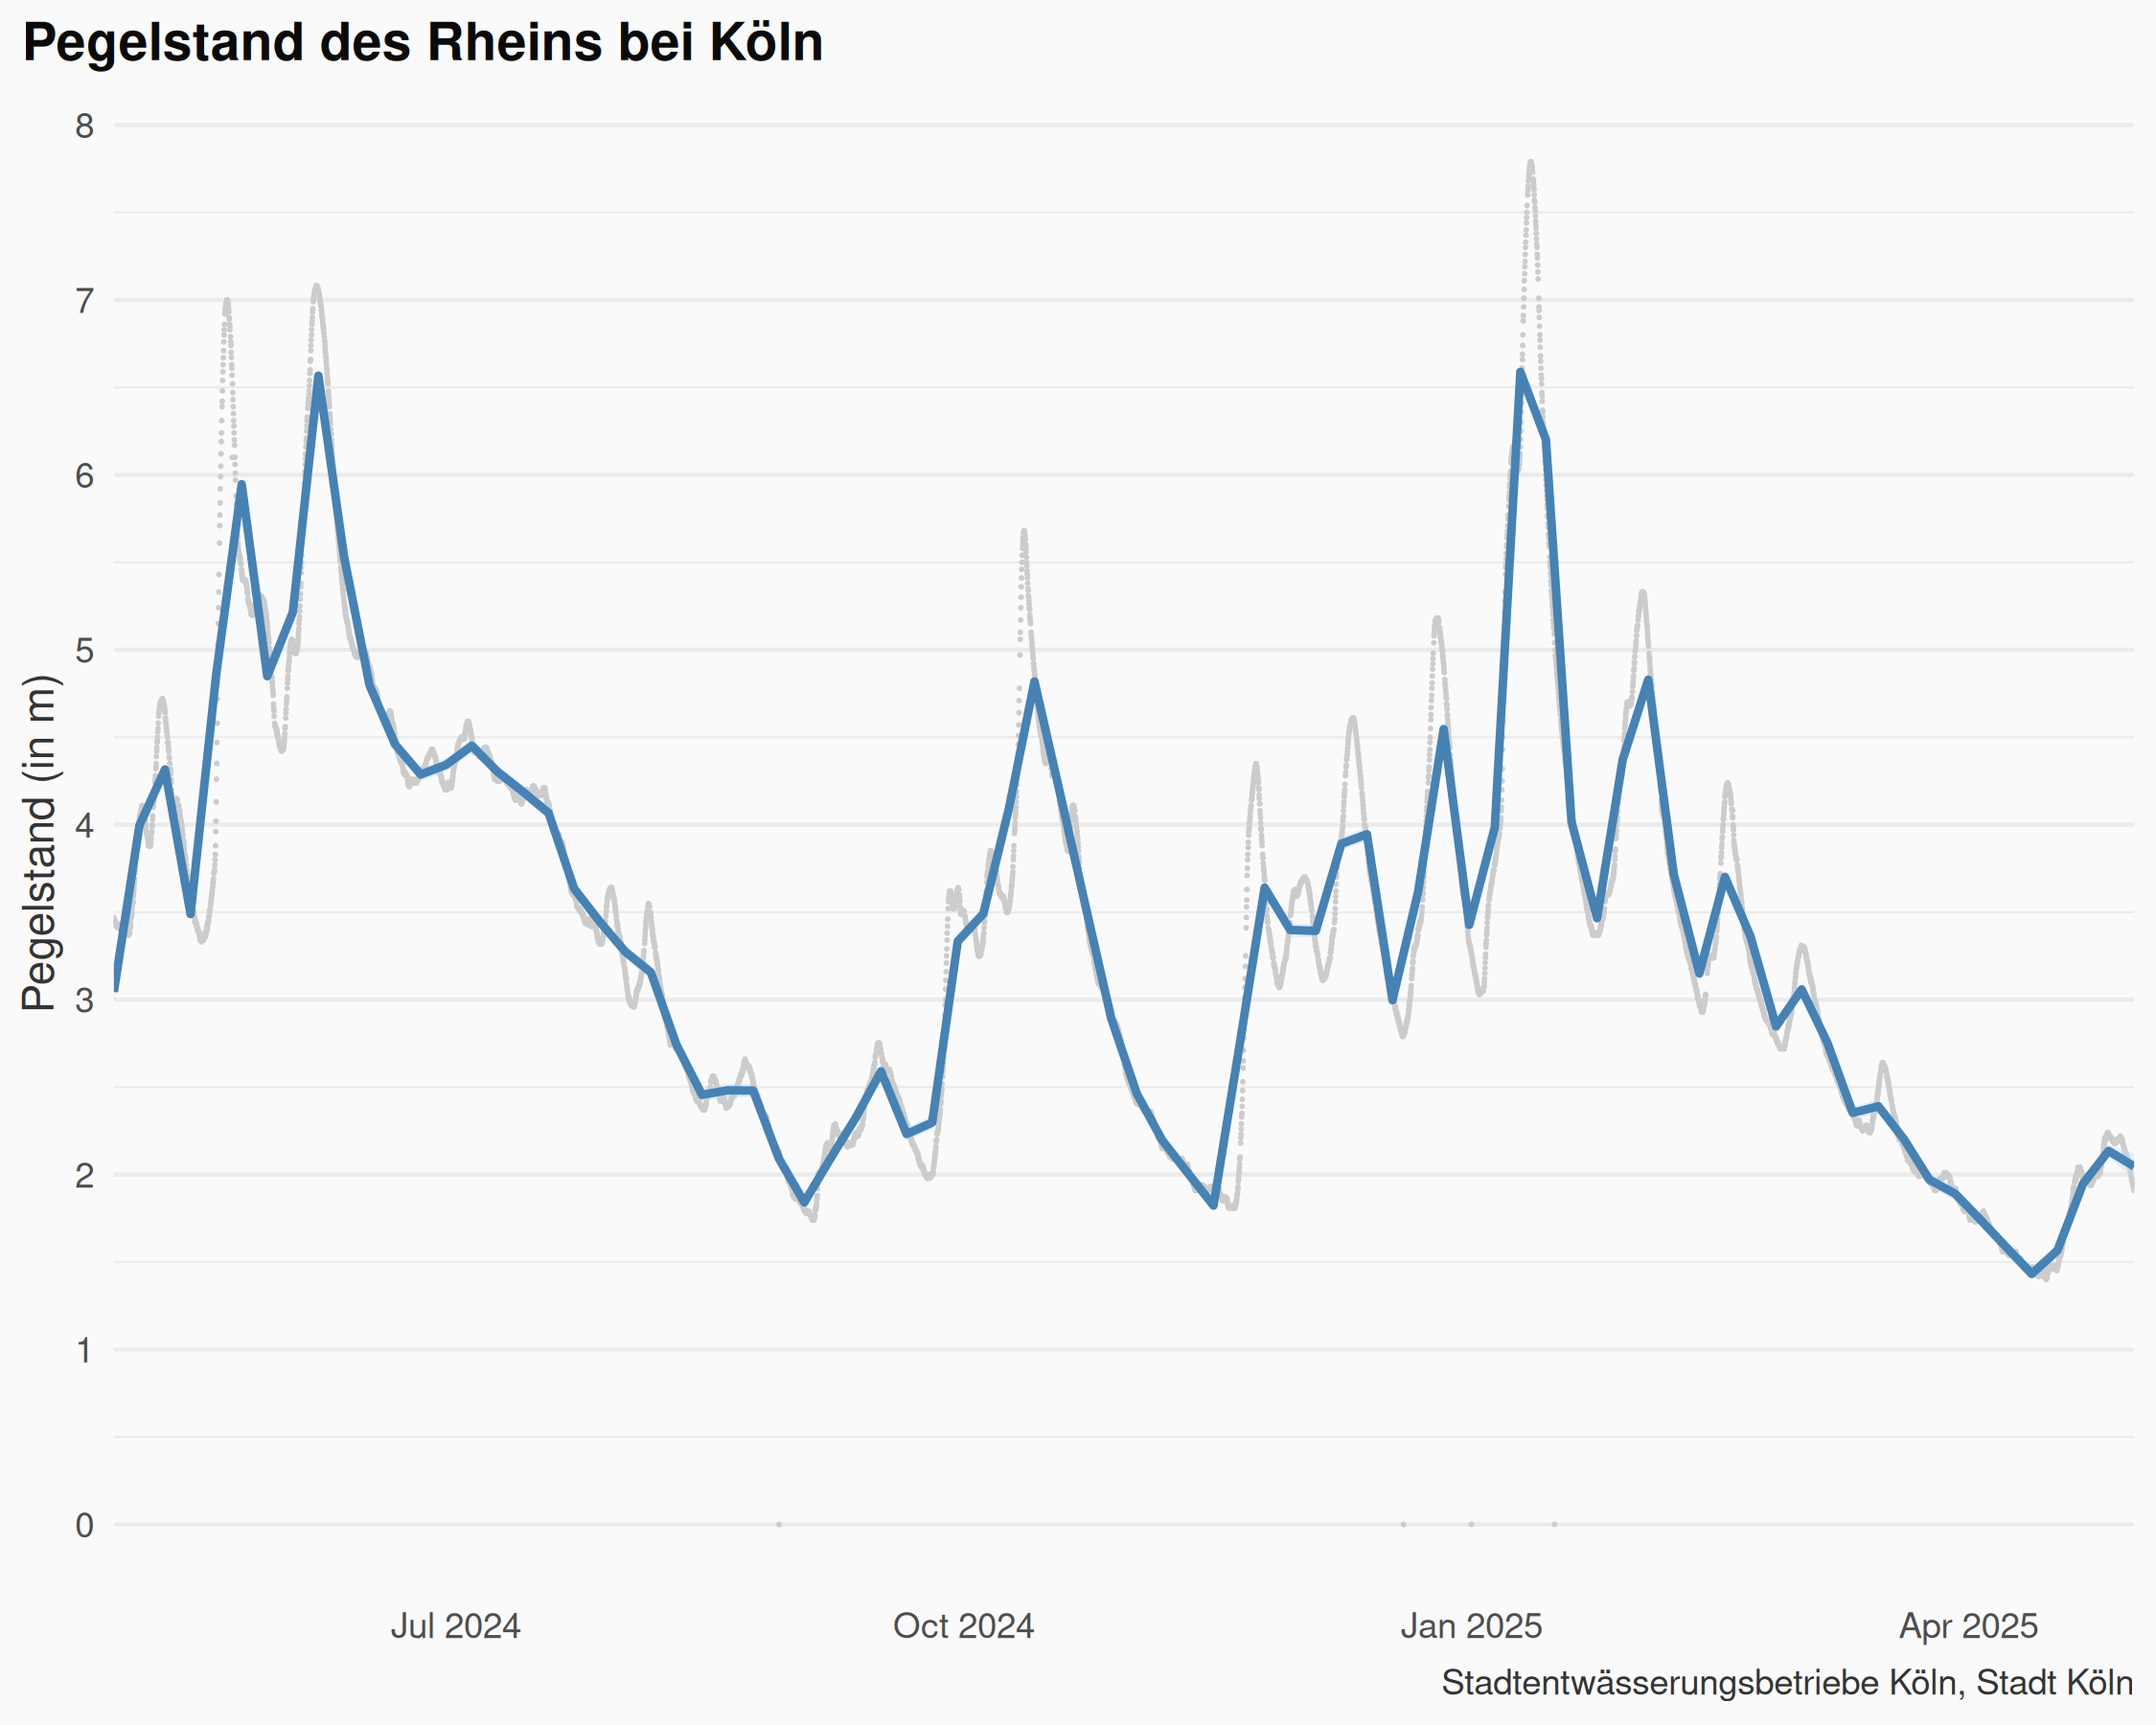 Pegelstand des Rheins bei Köln
Pegelstand (in m)
8
7
6
5
4
3
2
1
0
Jul 2024 Oct 2024 Jan 2025 Apr 2025
Stadtentwässerungsbetriebe Köln, Stadt Köln